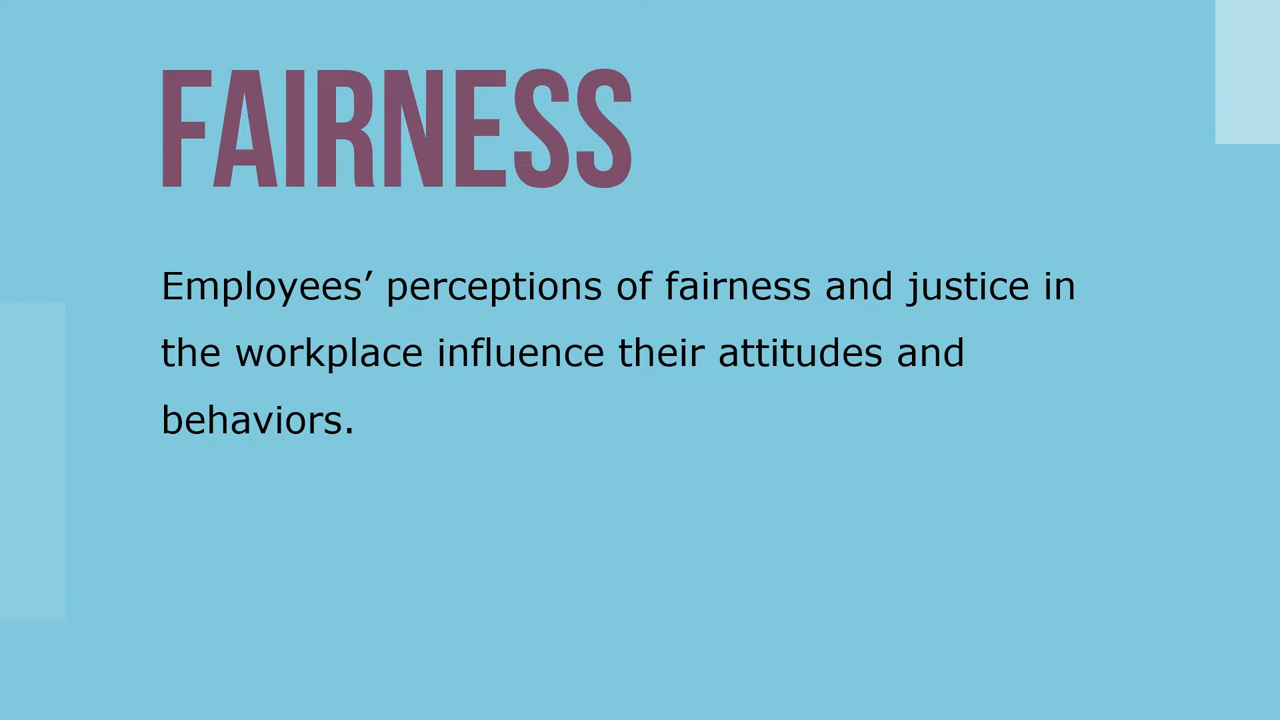 FAIRNESS
Employees’ perceptions of fairness and justice in
the workplace influence their attitudes and
behaviors.